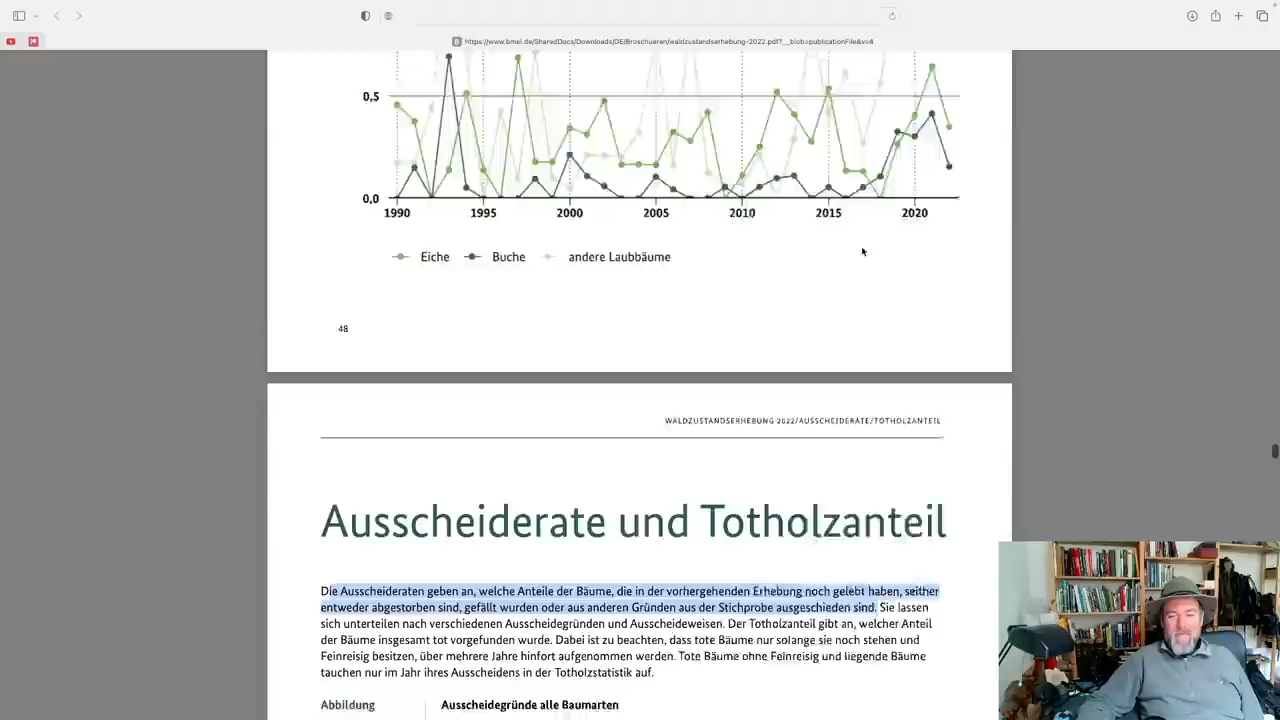 https://www.bmel.de/SharedDocs/Downloads/DE/Broschueren/waldzustandserhebung-2022.pdf?__blob=publicationFile&v=4
0,5
0,0
1990 1995 2000 2005 2010 2015 2020
Eiche Buche andere Laubbäume
48
WALDZUSTANDSERHEBUNG 2022/AUSSCHEIDERATE/TOTHOLZANTEIL
Ausscheiderate und Totholzanteil
Die Ausscheideraten geben an, welche Anteile der Bäume, die in der vorhergehenden Erhebung noch gelebt haben, seither
entweder abgestorben sind, gefällt wurden oder aus anderen Gründen aus der Stichprobe ausgeschieden sind. Sie lassen
sich unterteilen nach verschiedenen Ausscheidegründen und Ausscheideweisen. Der Totholzanteil gibt an, welcher Anteil
der Bäume insgesamt tot vorgefunden wurde. Dabei ist zu beachten, dass tote Bäume nur solange sie noch stehen und
Feinreisig besitzen, über mehrere Jahre hinfort aufgenommen werden. Tote Bäume ohne Feinreisig und liegende Bäume
tauchen nur im Jahr ihres Ausscheidens in der Totholzstatistik auf.
Abbildung Ausscheidegründe alle Baumarten